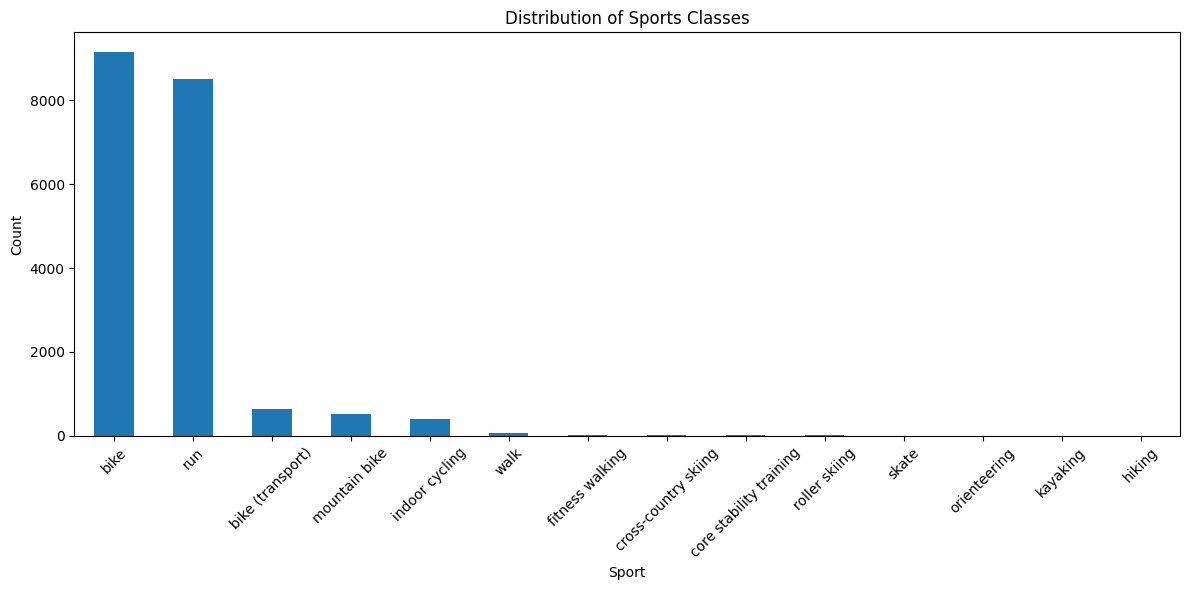 Distribution of Sports Classes
8000
6000
4000
2000
0
Count
bike
run
bike (transport)
mountain bike
indoor cycling
walk
fitness walking
cross-country skiing
core stability training
roller skiing
skate
orienteering
kayaking
hiking
Sport